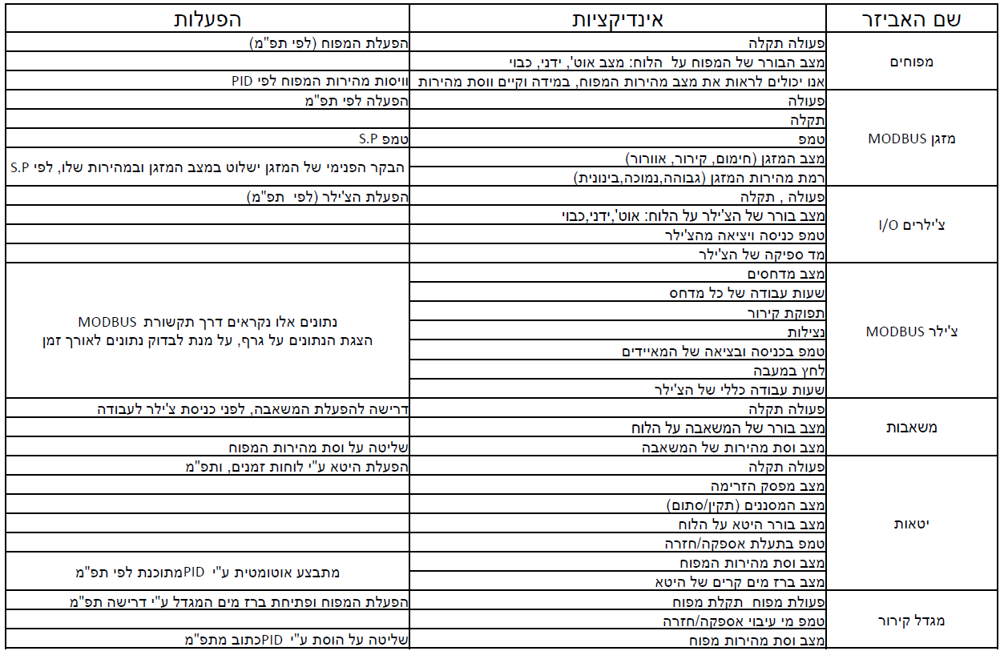 שם האביזר אינדיקציות הפעלות
מפוחים
פעולה תקלה הפעלת המפוח (לפי תפ"מ)
מצב הבורר של המפוח על הלוח: מצב אוט', ידני, כבוי
אנו יכולים לראות את מצב מהירות המפוח, במידה וקיים ווסת מהירות וויסות מהירות המפוח לפי PID
מזגן MODBUS
פעולה הפעלה לפי תפ"מ
תקלה
טמפ טמפ S.P
מצב המזגן (חימום, קירור, אוורור) הבקר הפנימי של המזגן ישלוט במצב המזגן ובמהירות שלו, לפי S.P
רמת מהירות המזגן (גבוהה,נמוכה,בינונית)
צ'ילרים I/O
פעולה , תקלה הפעלת הצ'ילר (לפי תפ"מ)
מצב בורר של הצ'ילר על הלוח: אוט',ידני,כבוי
טמפ כניסה ויציאה מהצ'ילר
מד ספיקה של הצ'ילר
צ'ילר MODBUS
מצב מדחסים
שעות עבודה של כל מדחס
תפוקת קירור
נצילות
טמפ בכניסה ובציאה של המאיידים
לחץ במעבה
שעות עבודה כללי של הצ'ילר
נתונים אלו נקראים דרך תקשורת MODBUS
הצגת הנתונים על גרף, על מנת לבדוק נתונים לאורך זמן
משאבות
פעולה תקלה דרישה להפעלת המשאבה, לפני כניסת צ'ילר לעבודה
מצב בורר של המשאבה על הלוח
מצב וסת מהירות של המשאבה שליטה על וסת מהירות המפוח
יטאות
פעולה תקלה הפעלת היטא ע"י לוחות זמנים, ותפ"מ
מצב מפסק הזרימה
מצב המסננים (תקין/סתום)
מצב בורר היטא על הלוח
טמפ בתעלת אספקה/חזרה
מצב וסת מהירות המפוח מתבצע אוטומטית ע"י PIDמתוכנת לפי תפ"מ
מצב ברז מים קרים של היטא
מגדל קירור
פעולת מפוח תקלת מפוח הפעלת המפוח ופתיחת ברז מים המגדל ע"י דרישה תפ"מ
טמפ מי עיבוי אספקה/חזרה
מצב וסת מהירות מפוח שליטה על הוסת ע"י PIDכתוב מתפ"מ